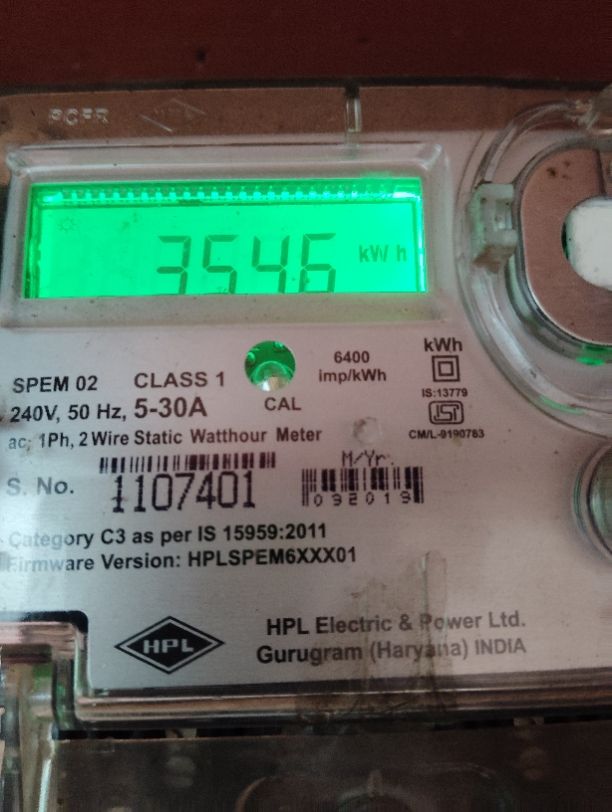 3546 kWh
6400
imp/kWh
kWh
SPEM 02 CLASS 1
240V, 50 Hz, 5-30A
CAL
IS:13779
ISI
CM/L-9190783
ac, 1Ph, 2 Wire Static Watthour Meter
M/Yr.
S. No. 1107401
092019
Category C3 as per IS 15959:2011
Firmware Version: HPLSPEM6XXX01
HPL
HPL Electric & Power Ltd.
Gurugram (Haryana) INDIA